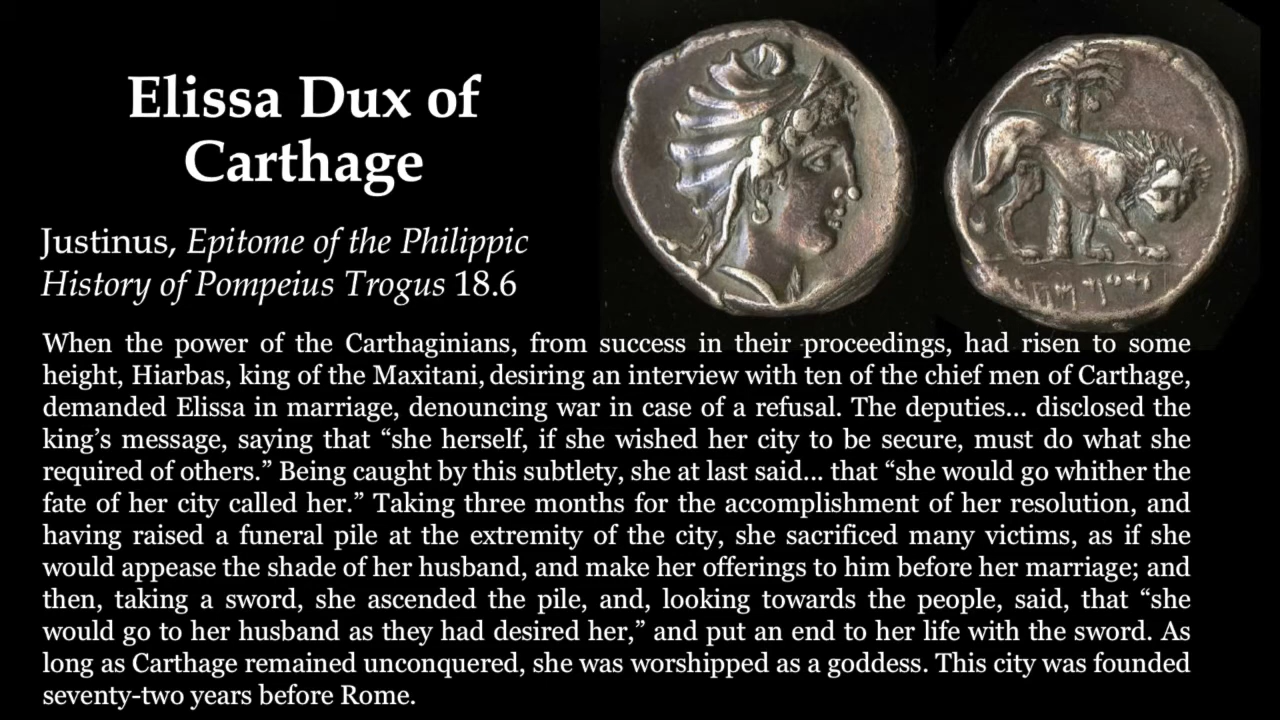 Elissa Dux of
Carthage
Justinus, Epitome of the Philippic
History of Pompeius Trogus 18.6
When the power of the Carthaginians, from success in their proceedings, had risen to some
height, Hiarbas, king of the Maxitani, desiring an interview with ten of the chief men of Carthage,
demanded Elissa in marriage, denouncing war in case of a refusal. The deputies... disclosed the
king’s message, saying that “she herself, if she wished her city to be secure, must do what she
required of others.” Being caught by this subtlety, she at last said... that “she would go whither the
fate of her city called her.” Taking three months for the accomplishment of her resolution, and
having raised a funeral pile at the extremity of the city, she sacrificed many victims, as if she
would appease the shade of her husband, and make her offerings to him before her marriage; and
then, taking a sword, she ascended the pile, and, looking towards the people, said, that “she
would go to her husband as they had desired her,” and put an end to her life with the sword. As
long as Carthage remained unconquered, she was worshipped as a goddess. This city was founded
seventy-two years before Rome.